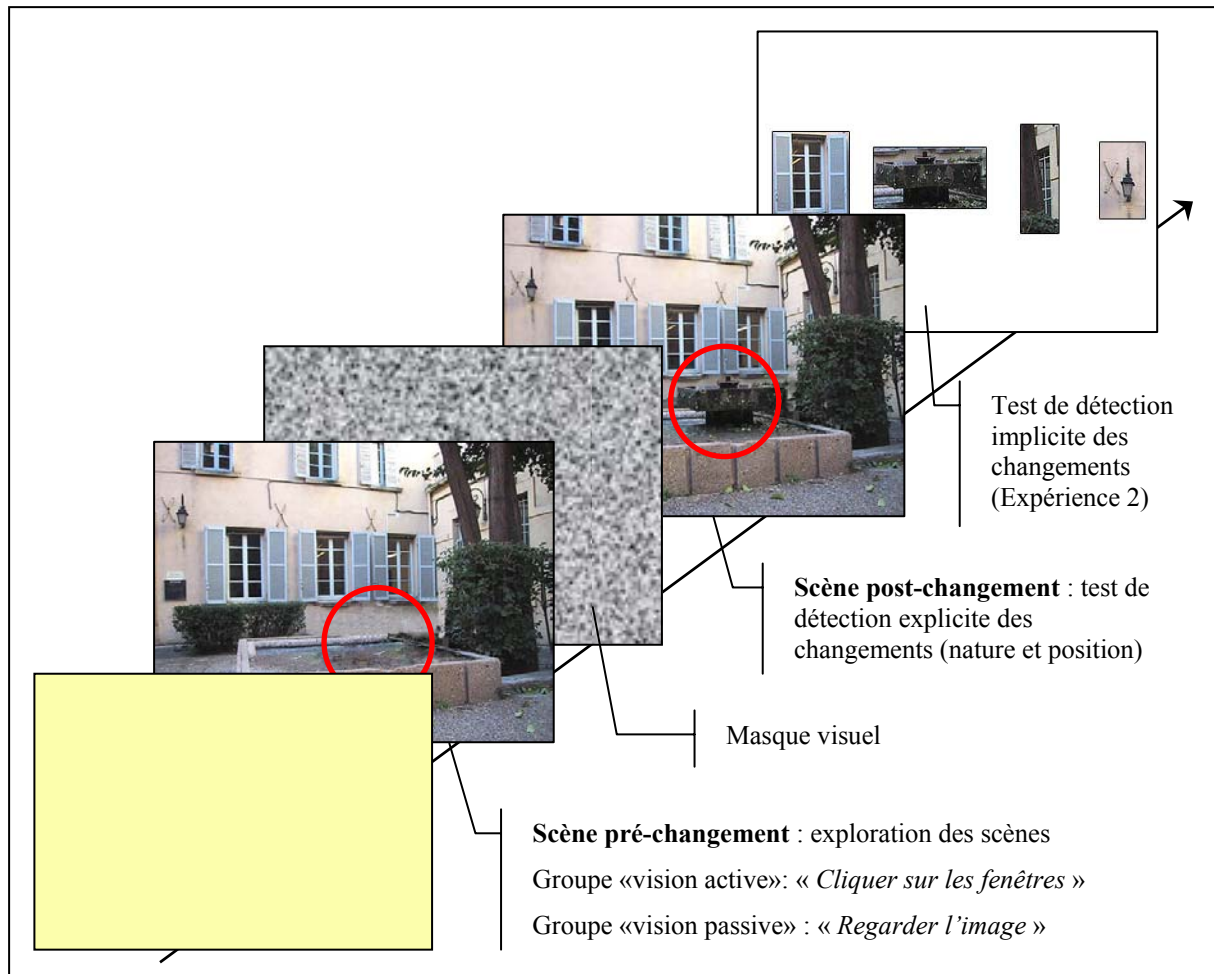 Test de détection
implicite des
changements
(Expérience 2)
Scène post-changement : test de
détection explicite des
changements (nature et position)
Masque visuel
Scène pré-changement : exploration des scènes
Groupe «vision active»: « Cliquer sur les fenêtres »
Groupe «vision passive» : « Regarder l’image »